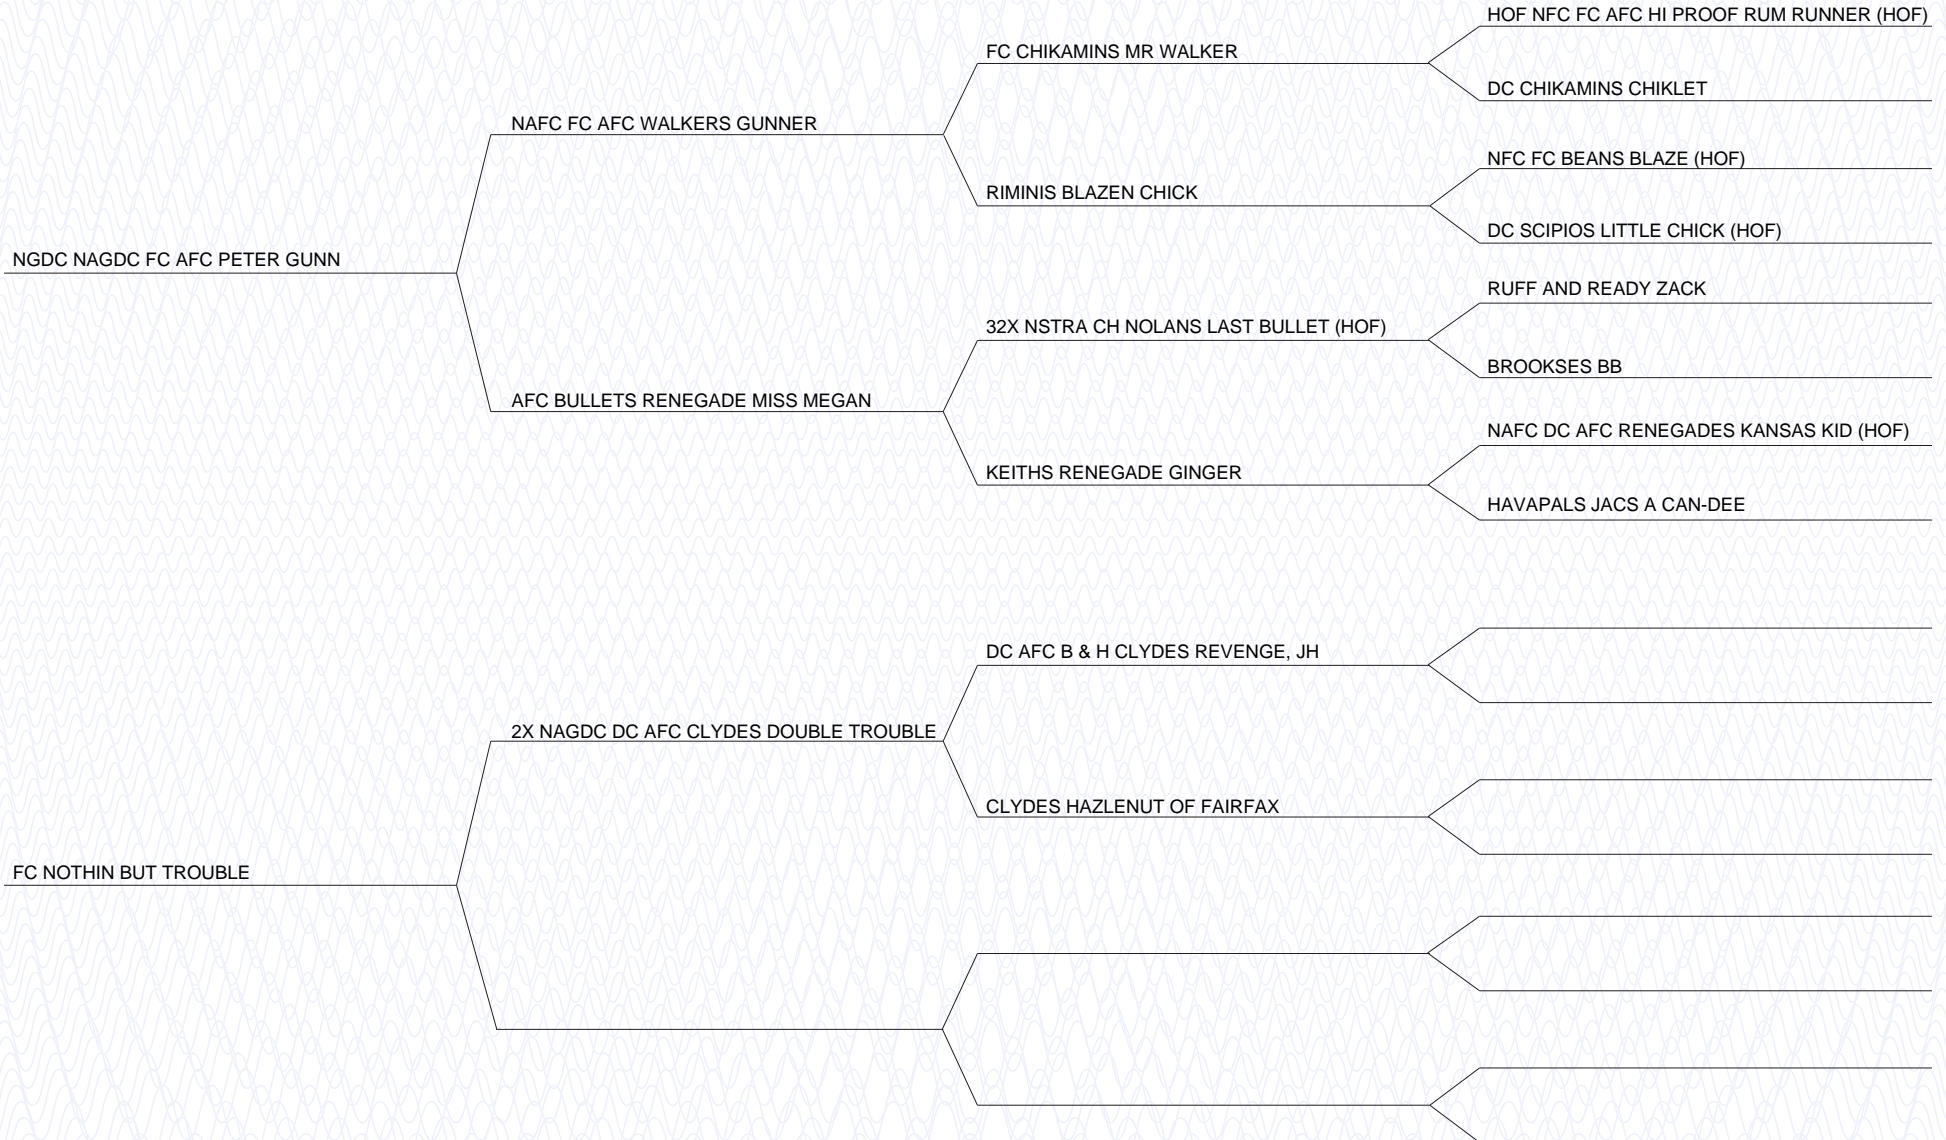 HOF NFC FC AFC HI PROOF RUM RUNNER (HOF)
FC CHIKAMINS MR WALKER
DC CHIKAMINS CHIKLET
NAFC FC AFC WALKERS GUNNER
NFC FC BEANS BLAZE (HOF)
RIMINIS BLAZEN CHICK
DC SCIPIOS LITTLE CHICK (HOF)
NGDC NAGDC FC AFC PETER GUNN
RUFF AND READY ZACK
32X NSTRA CH NOLANS LAST BULLET (HOF)
BROOKSES BB
AFC BULLETS RENEGADE MISS MEGAN
NAFC DC AFC RENEGADES KANSAS KID (HOF)
KEITHS RENEGADE GINGER
HAVAPALS JACS A CAN-DEE
DC AFC B & H CLYDES REVENGE, JH
2X NAGDC DC AFC CLYDES DOUBLE TROUBLE
CLYDES HAZLENUT OF FAIRFAX
FC NOTHIN BUT TROUBLE